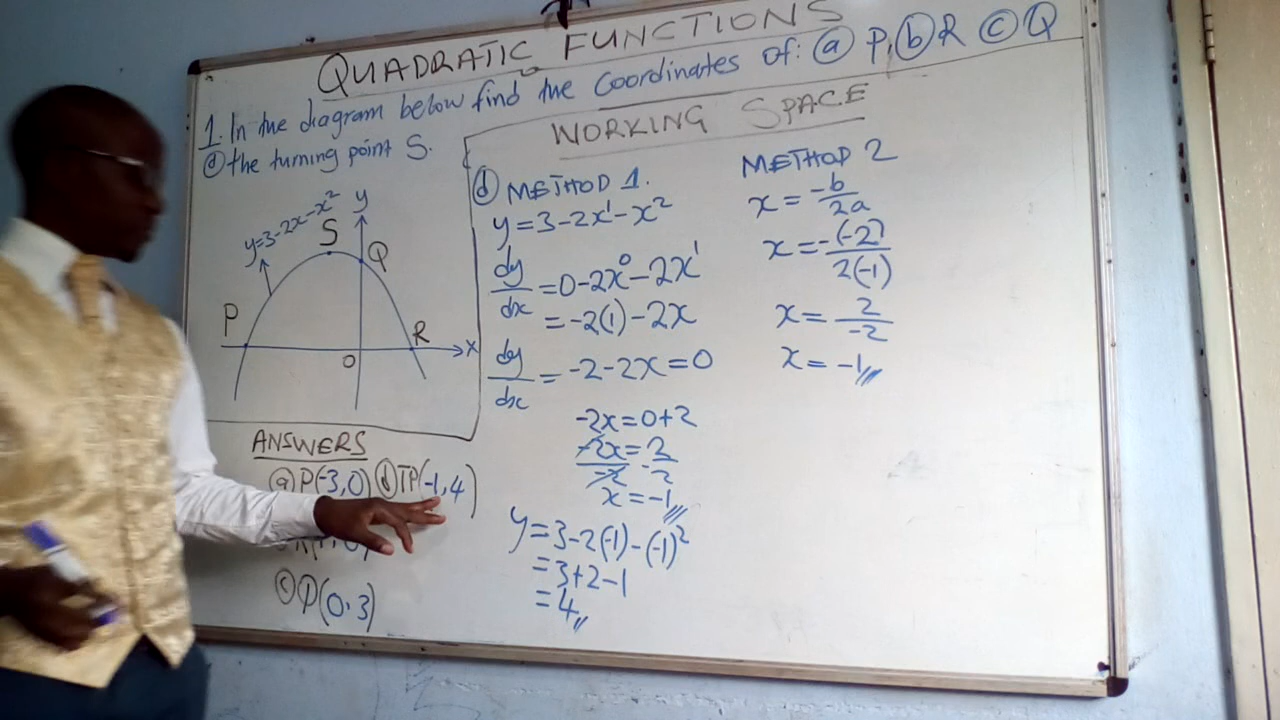 QUADRATIC FUNCTIONS
1. In the diagram below find the coordinates of: ⓐ P, ⓑ R ⓒ Q
ⓓ the turning point S.
y=3-2x-x²
y
S
Q
P
R
O
x
ANSWERS
ⓐ P(-3,0) ⓓ TP(-1,4)
ⓒ P(0,3)
WORKING SPACE
ⓓ METHOD 1.
y=3-2x¹-x²
dy/dx =0-2x⁰-2x¹
=-2(1)-2x
dy/dx =-2-2x=0
-2x=0+2
-2x/-2 = 2/-2
x=-1
y=3-2(-1)-(-1)²
=3+2-1
=4
METHOD 2
x=-b/2a
x=-(-2)/2(-1)
x=2/-2
x=-1